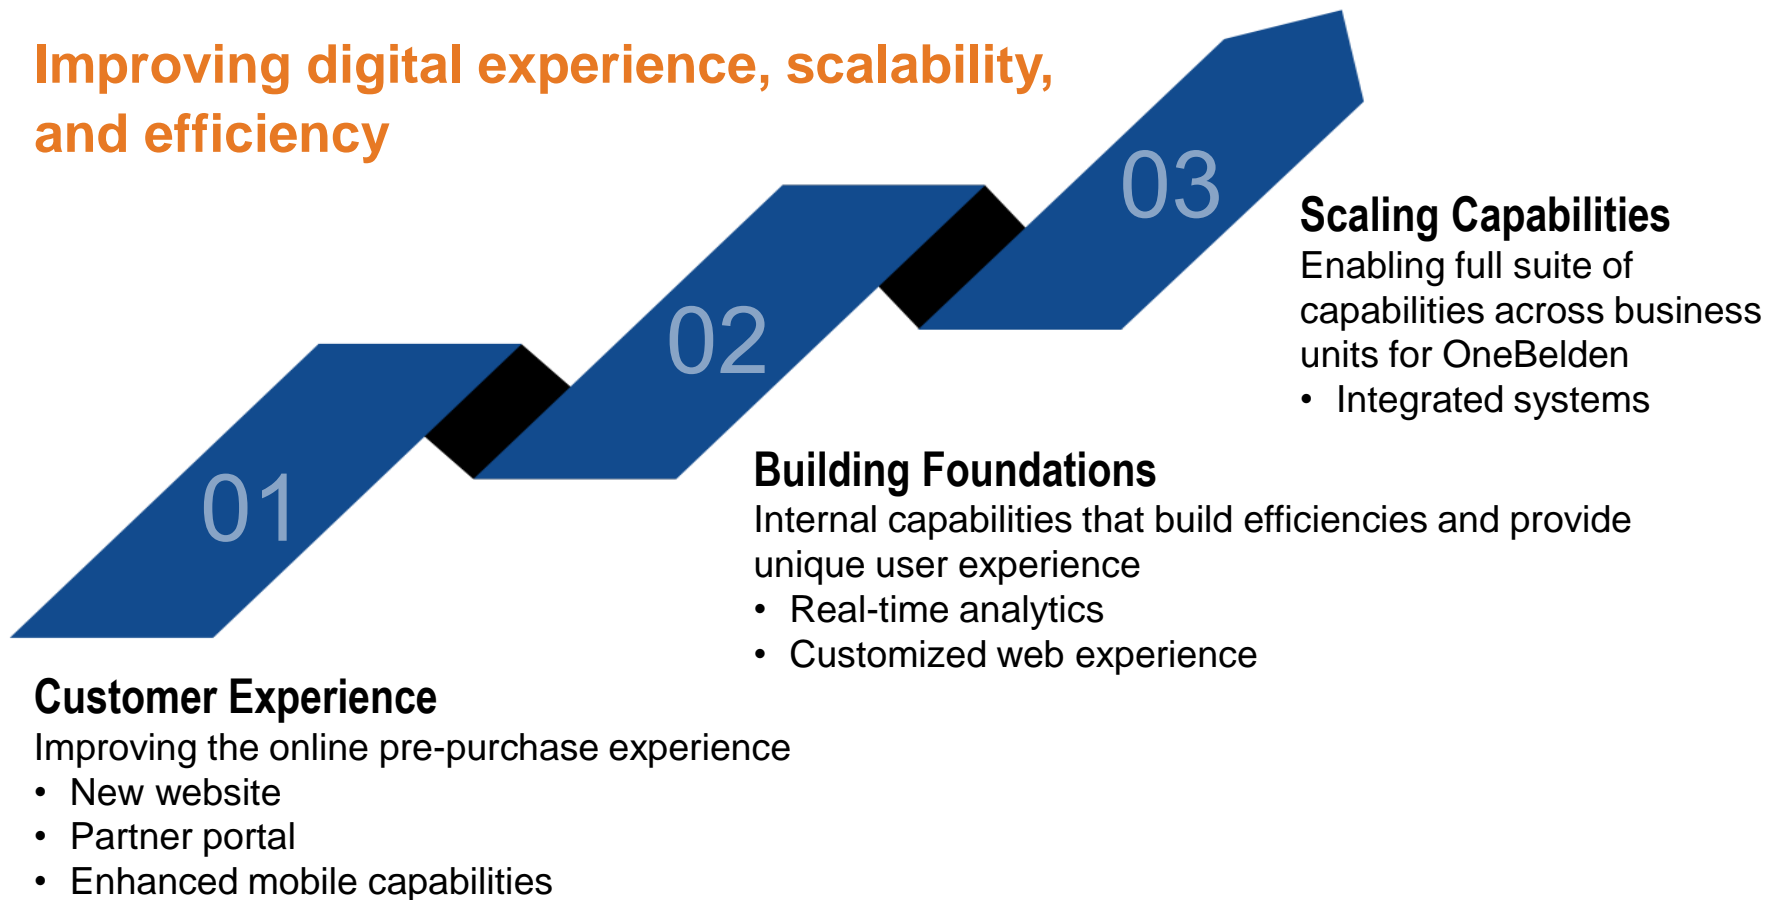 Improving digital experience, scalability,
and efficiency
01
Customer Experience
Improving the online pre-purchase experience
• New website
• Partner portal
• Enhanced mobile capabilities
02
Building Foundations
Internal capabilities that build efficiencies and provide
unique user experience
• Real-time analytics
• Customized web experience
03
Scaling Capabilities
Enabling full suite of
capabilities across business
units for OneBelden
• Integrated systems